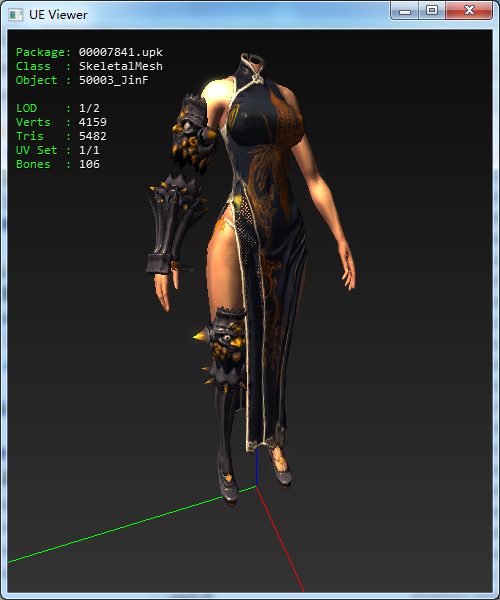 UE Viewer
Package: 00007841.upk
Class : SkeletalMesh
Object : 50003_JinF
LOD : 1/2
Verts : 4159
Tris : 5482
UV Set : 1/1
Bones : 106